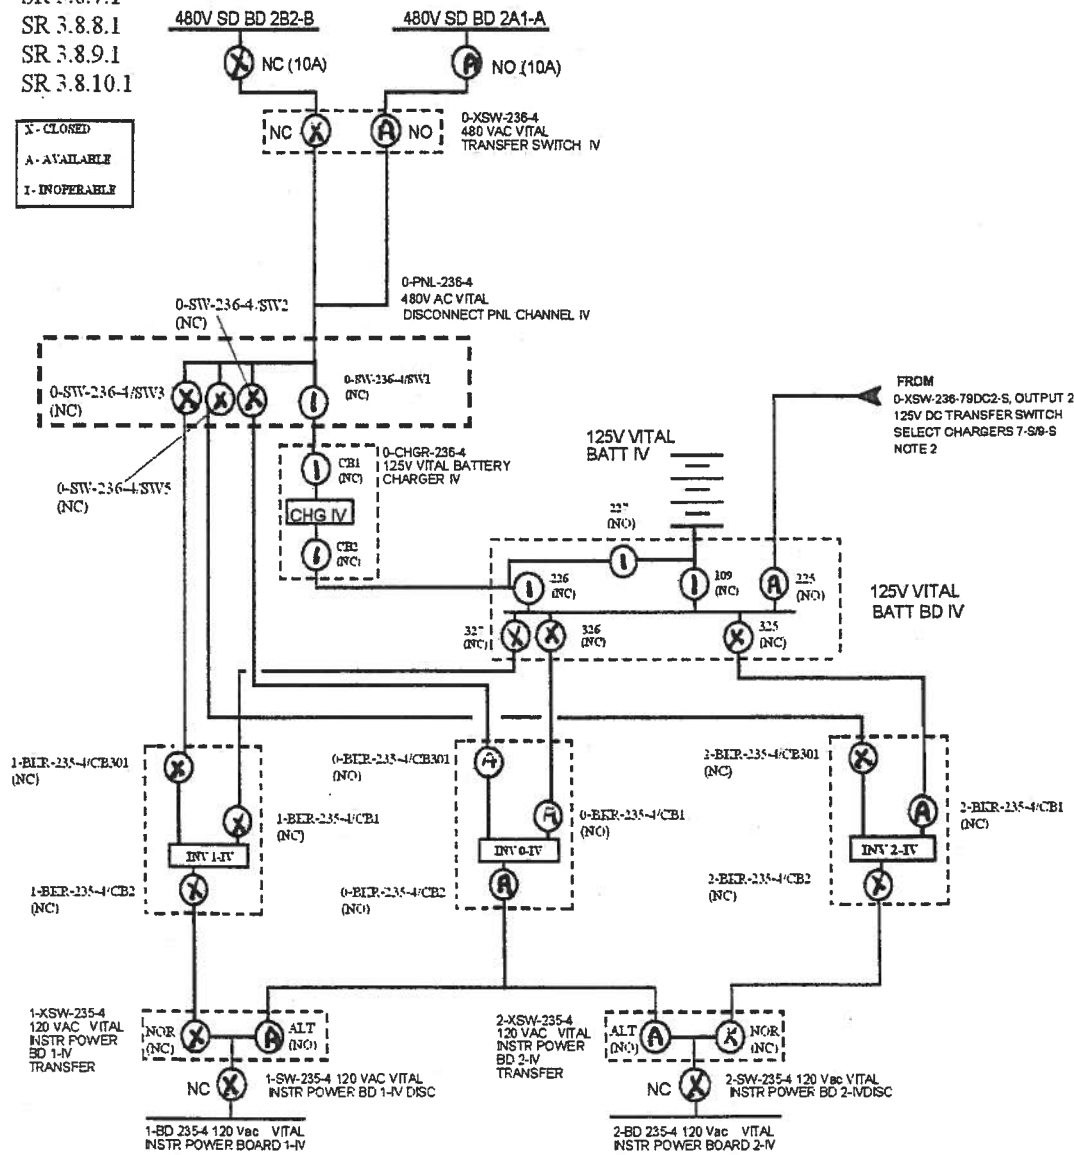 SR 3.8.8.1
SR 3.8.9.1
SR 3.8.10.1
X - CLOSED
A - AVAILABLE
I - INOPERABLE
480V SD BD 2B2-B
480V SD BD 2A1-A
X
NC (10A)
A
NO (10A)
NC
X
A
NO
0-XSW-236-4
480 VAC VITAL
TRANSFER SWITCH IV
0-PNL-236-4
480V AC VITAL
DISCONNECT PNL CHANNEL IV
0-SW-236-4/SW2
(NC)
0-SW-236-4/SW3
(NC)
X
X
X
I
0-SW-236-4/SW1
(NC)
0-SW-236-4/SW5
(NC)
FROM
0-XSW-236-79DC2-S, OUTPUT 2
125V DC TRANSFER SWITCH
SELECT CHARGERS 7-S/9-S
NOTE 2
I
CB1
(NC)
0-CHGR-236-4
125V VITAL BATTERY
CHARGER IV
CHG IV
I
CB2
(NC)
125V VITAL
BATT IV
227
(NO)
I
I
226
(NC)
I
109
(NC)
A
225
(NO)
125V VITAL
BATT BD IV
327
(NC)
X
X
326
(NC)
X
325
(NC)
1-BKR-235-4/CB301
(NC)
X
X
1-BKR-235-4/CB1
(NC)
INV 1-IV
1-BKR-235-4/CB2
(NC)
X
0-BKR-235-4/CB301
(NO)
A
A
0-BKR-235-4/CB1
(NO)
INV 0-IV
0-BKR-235-4/CB2
(NO)
A
2-BKR-235-4/CB301
(NC)
X
A
2-BKR-235-4/CB1
(NC)
INV 2-IV
2-BKR-235-4/CB2
(NC)
X
1-XSW-235-4
120 VAC VITAL
INSTR POWER
BD 1-IV
TRANSFER
NOR
(NC)
X
A
ALT
(NO)
NC
X
1-SW-235-4 120 VAC VITAL
INSTR POWER BD 1-IV DISC
1-BD 235-4 120 Vac VITAL
INSTR POWER BOARD 1-IV
2-XSW-235-4
120 VAC VITAL
INSTR POWER
BD 2-IV
TRANSFER
ALT
(NO)
A
X
NOR
(NC)
NC
X
2-SW-235-4 120 Vac VITAL
INSTR POWER BD 2-IVDISC
2-BD 235-4 120 Vac VITAL
INSTR POWER BOARD 2-IV